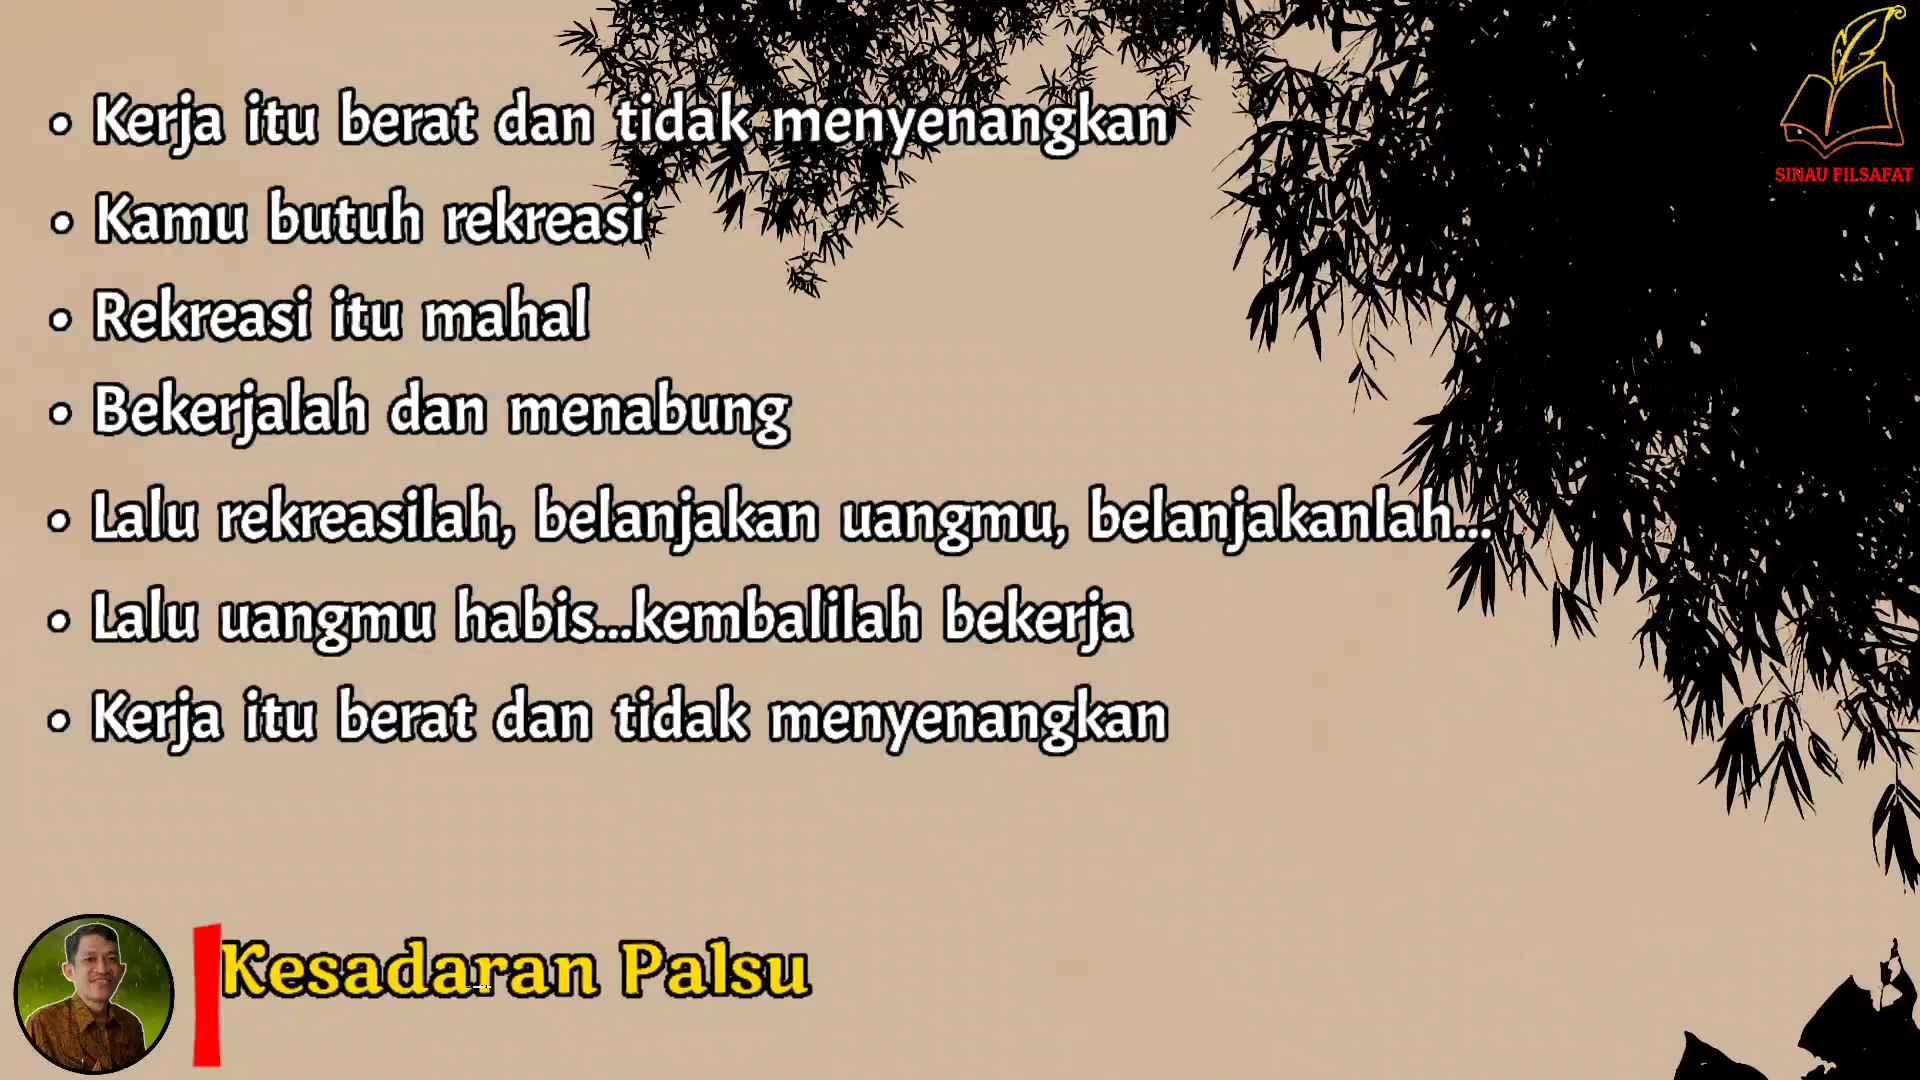 • Kerja itu berat dan tidak menyenangkan
• Kamu butuh rekreasi
• Rekreasi itu mahal
• Bekerjalah dan menabung
• Lalu rekreasilah, belanjakan uangmu, belanjakanlah...
• Lalu uangmu habis...kembalilah bekerja
• Kerja itu berat dan tidak menyenangkan
SINAU FILSAFAT
Kesadaran Palsu